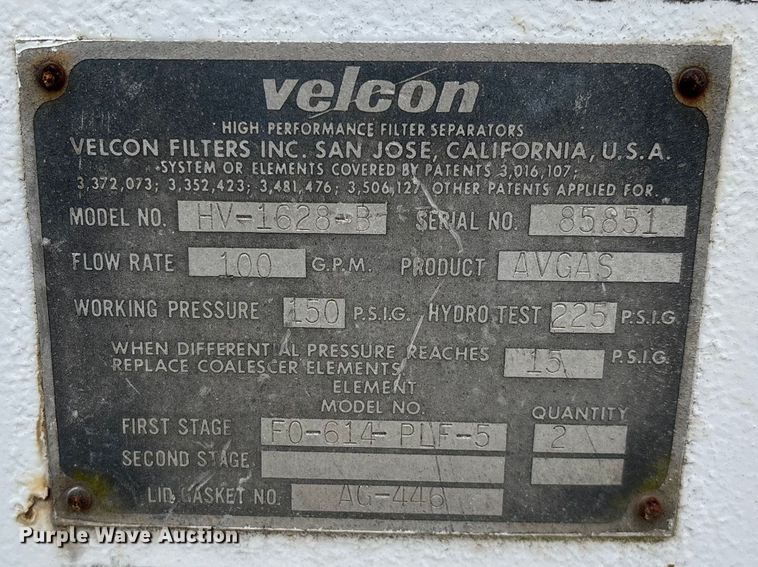 velcon
HIGH PERFORMANCE FILTER SEPARATORS
VELCON FILTERS INC. SAN JOSE, CALIFORNIA, U.S.A.
SYSTEM OR ELEMENTS COVERED BY PATENTS 3,016,107;
3,372,073; 3,352,423; 3,481,476; 3,506,127, OTHER PATENTS APPLIED FOR.
MODEL NO. HV-1628-B SERIAL NO. 85851
FLOW RATE 100 G.P.M. PRODUCT AVGAS
WORKING PRESSURE 150 P.S.I.G. HYDRO TEST 225 P.S.I.G
WHEN DIFFERENTIAL PRESSURE REACHES 15 P.S.I.G.
REPLACE COALESCER ELEMENTS
ELEMENT
MODEL NO. QUANTITY
FIRST STAGE FO-614-PLF-5 2
SECOND STAGE
LID GASKET NO. AG-446
Purple Wave Auction